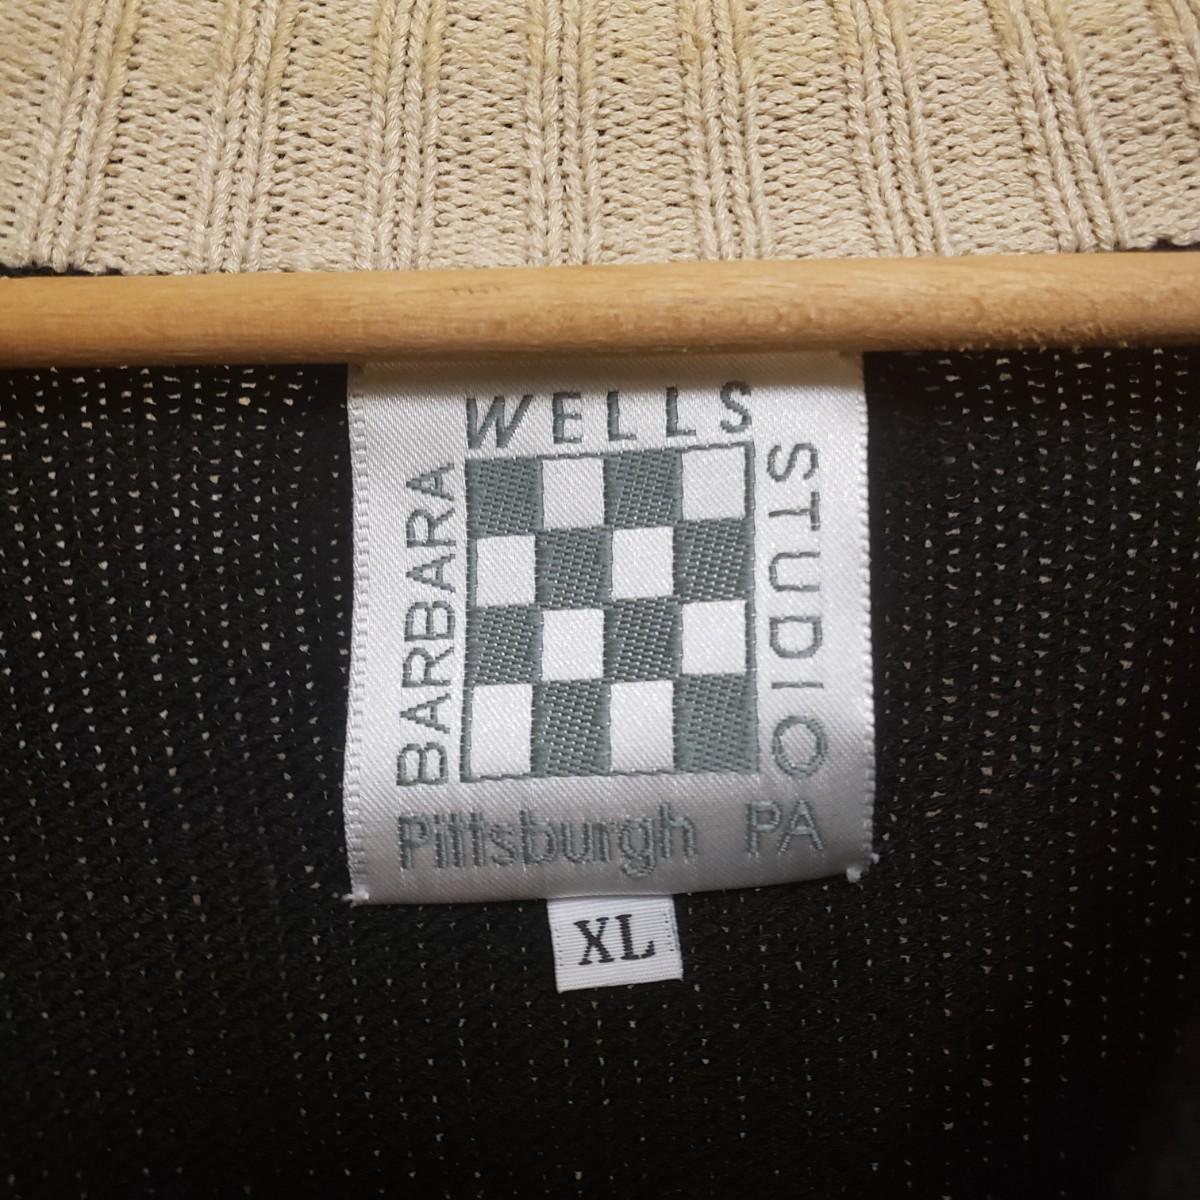 BARBARA
WELLS
STUDIO
Pittsburgh PA
XL